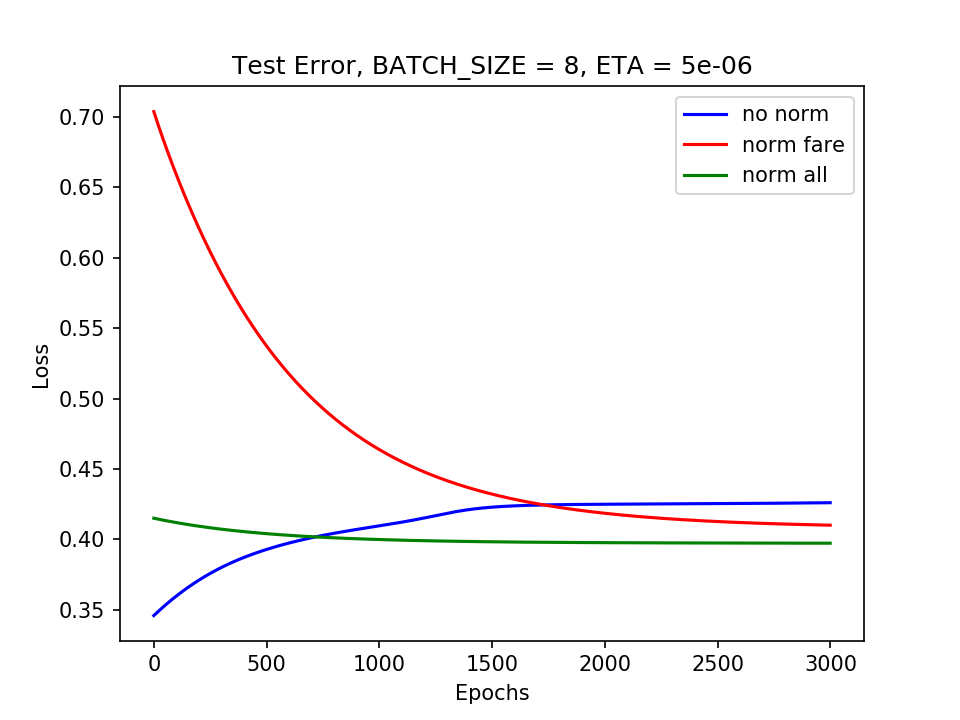 Test Error, BATCH_SIZE = 8, ETA = 5e-06
no norm
norm fare
norm all
0.70
0.65
0.60
0.55
0.50
0.45
0.40
0.35
Loss
0 500 1000 1500 2000 2500 3000
Epochs